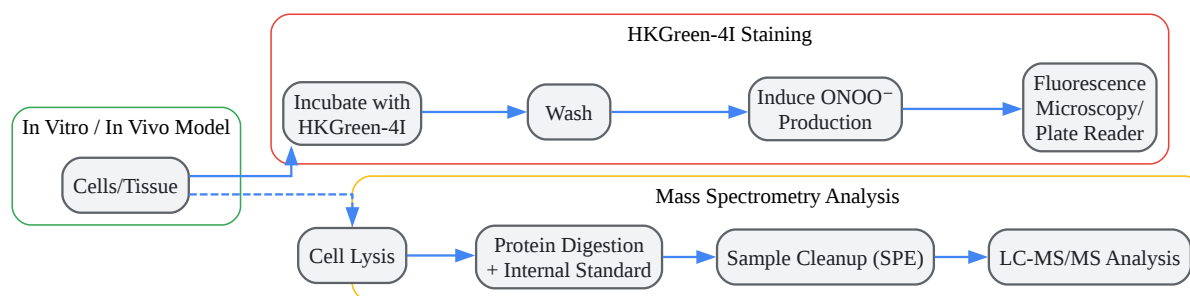 HKGreen-4I Staining
Incubate with
HKGreen-4I
Wash
Induce ONOO⁻
Production
Fluorescence
Microscopy/
Plate Reader
In Vitro / In Vivo Model
Cells/Tissue
Mass Spectrometry Analysis
Cell Lysis
Protein Digestion
+ Internal Standard
Sample Cleanup (SPE)
LC-MS/MS Analysis